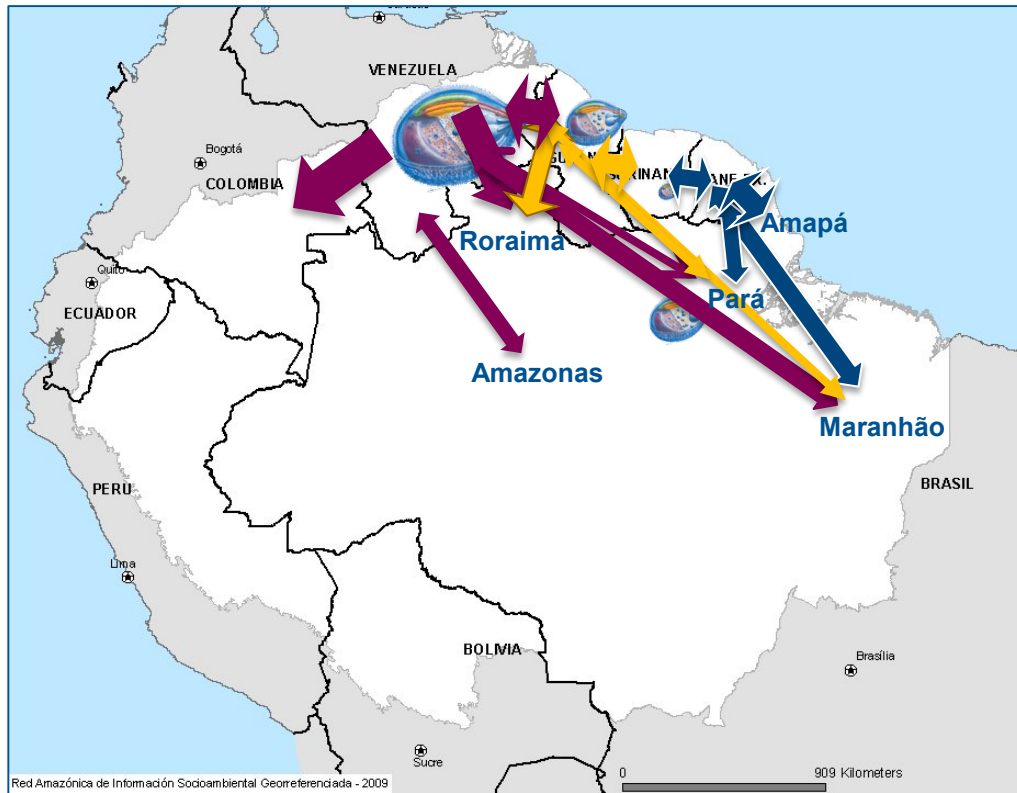 VENEZUELA
Bogotá
COLOMBIA
Roraima
Amapá
Quito
ECUADOR
Pará
Amazonas
Maranhão
PERU
BRASIL
Lima
BOLIVIA
Brasília
Sucre
Red Amazónica de Información Socioambiental Georreferenciada - 2009
0
909 Kilometers